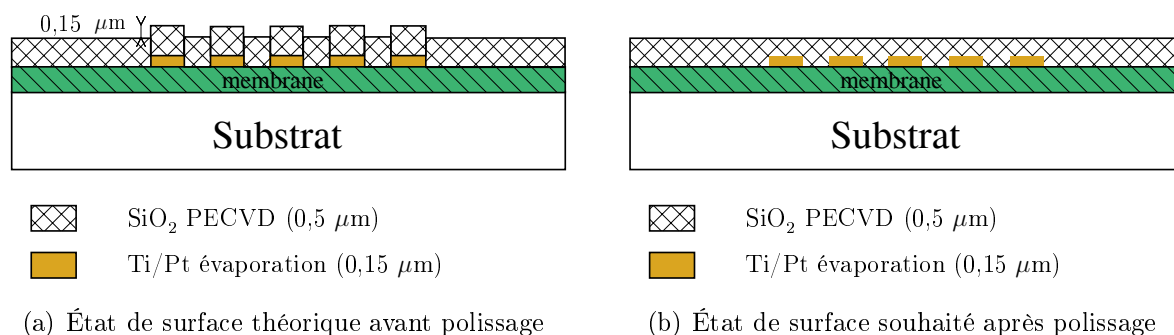 0,15 μm
membrane
Substrat
SiO₂ PECVD (0,5 μm)
Ti/Pt évaporation (0,15 μm)
(a) État de surface théorique avant polissage
membrane
Substrat
SiO₂ PECVD (0,5 μm)
Ti/Pt évaporation (0,15 μm)
(b) État de surface souhaité après polissage